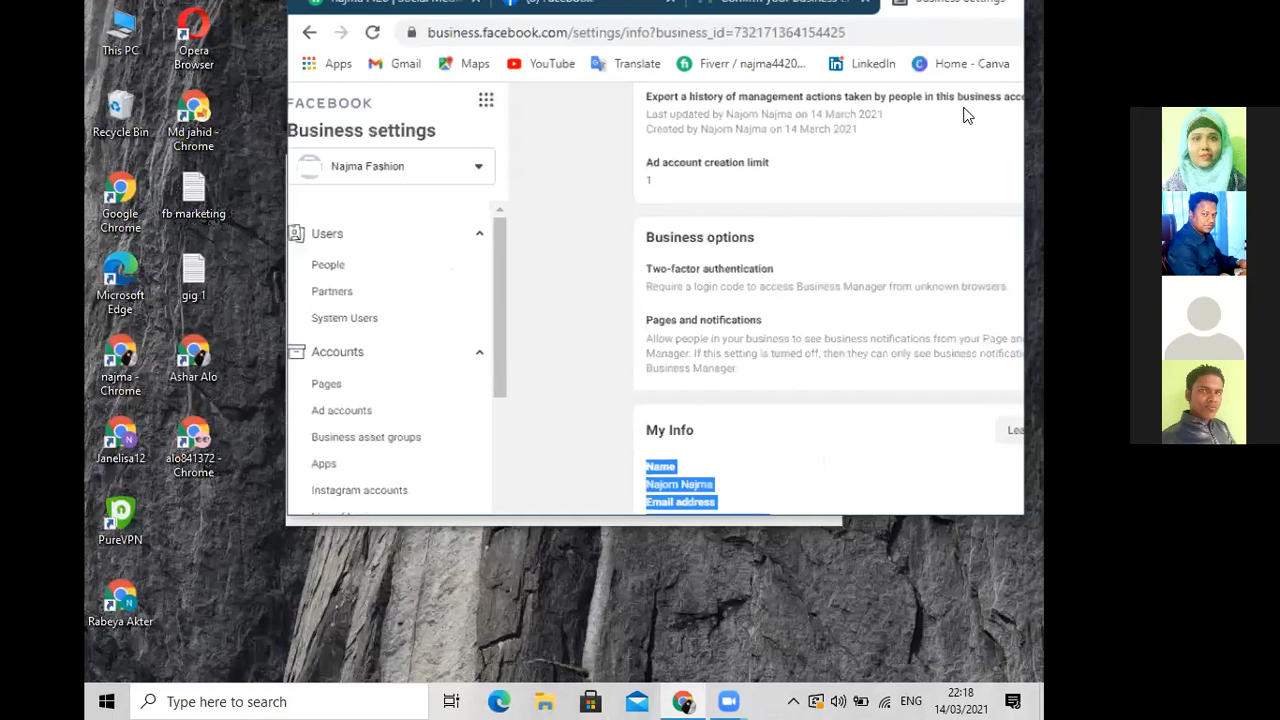 This PC
Opera
Browser
Recycle Bin
Md jahid -
Chrome
Google
Chrome
fb marketing
Microsoft
Edge
gig 1
najma -
Chrome
Ashar Alo
Janelisa12
alo841372 -
Chrome
PureVPN
Rabeya Akter
business.facebook.com/settings/info?business_id=732171364154425
Apps
Gmail
Maps
YouTube
Translate
Fiverr / najma4420...
LinkedIn
Home - Canva
FACEBOOK
Business settings
Najma Fashion
Users
People
Partners
System Users
Accounts
Pages
Ad accounts
Business asset groups
Apps
Instagram accounts
Export a history of management actions taken by people in this business acco
Last updated by Najom Najma on 14 March 2021
Created by Najom Najma on 14 March 2021
Ad account creation limit
1
Business options
Two-factor authentication
Require a login code to access Business Manager from unknown browsers.
Pages and notifications
Allow people in your business to see business notifications from your Page an
Manager. If this setting is turned off, then they can only see business notificati
Business Manager.
My Info
Lea
Name
Najom Najma
Email address
Type here to search
ENG
22:18
14/03/2021